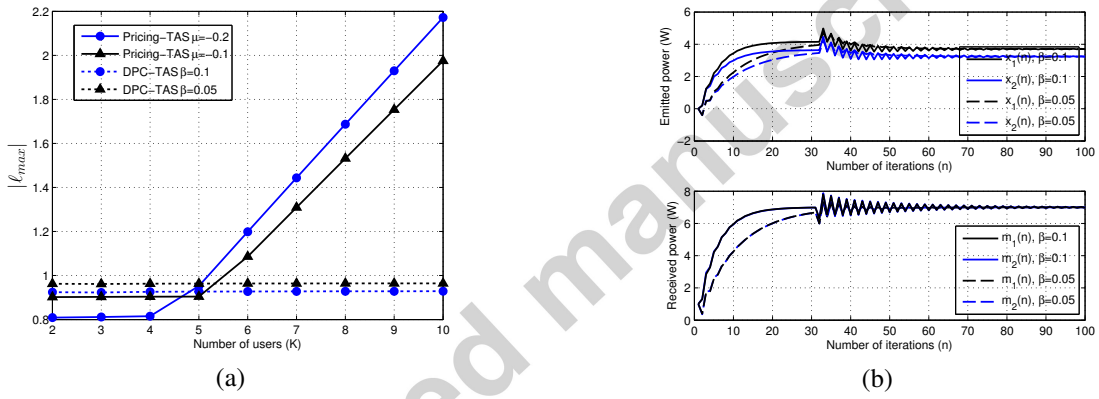 2.2
2
1.8
1.6
1.4
1.2
1
0.8
|ℓmax|
Pricing−TAS μ=−0.2
Pricing−TAS μ=−0.1
DPC−TAS β=0.1
DPC−TAS β=0.05
2 3 4 5 6 7 8 9 10
Number of users (K)
(a)
6
4
2
0
−2
Emitted power (W)
x1(n), β=0.1
x2(n), β=0.1
x1(n), β=0.05
x2(n), β=0.05
0 10 20 30 40 50 60 70 80 90 100
Number of iterations (n)
8
6
4
2
0
Received power (W)
m1(n), β=0.1
m2(n), β=0.1
m1(n), β=0.05
m2(n), β=0.05
0 10 20 30 40 50 60 70 80 90 100
Number of iterations (n)
(b)
ed manusc